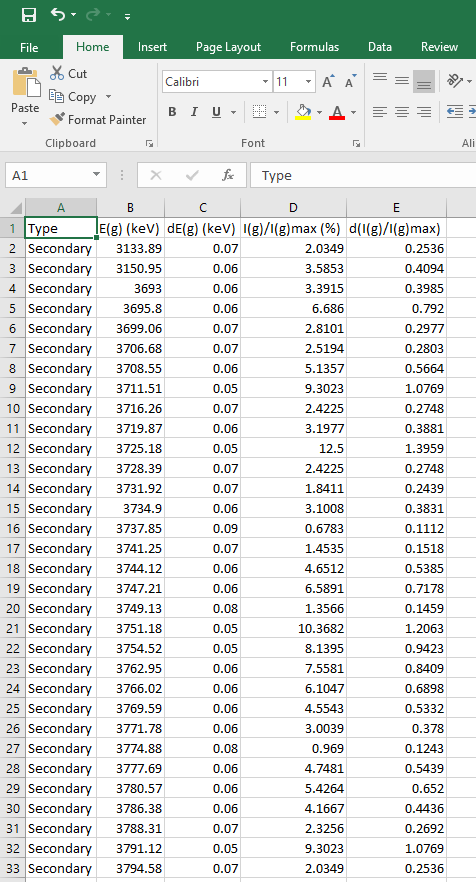 File Home Insert Page Layout Formulas Data Review
Paste
Cut
Copy
Format Painter
Clipboard
Calibri 11 A A
B I U A
Font
Ali
A1 fx Type
A B C D E
1 Type E(g) (keV) dE(g) (keV) I(g)/I(g)max (%) d(I(g)/I(g)max)
2 Secondary 3133.89 0.07 2.0349 0.2536
3 Secondary 3150.95 0.06 3.5853 0.4094
4 Secondary 3693 0.06 3.3915 0.3985
5 Secondary 3695.8 0.06 6.686 0.792
6 Secondary 3699.06 0.07 2.8101 0.2977
7 Secondary 3706.68 0.07 2.5194 0.2803
8 Secondary 3708.55 0.06 5.1357 0.5664
9 Secondary 3711.51 0.05 9.3023 1.0769
10 Secondary 3716.26 0.07 2.4225 0.2748
11 Secondary 3719.87 0.06 3.1977 0.3881
12 Secondary 3725.18 0.05 12.5 1.3959
13 Secondary 3728.39 0.07 2.4225 0.2748
14 Secondary 3731.92 0.07 1.8411 0.2439
15 Secondary 3734.9 0.06 3.1008 0.3831
16 Secondary 3737.85 0.09 0.6783 0.1112
17 Secondary 3741.25 0.07 1.4535 0.1518
18 Secondary 3744.12 0.06 4.6512 0.5385
19 Secondary 3747.21 0.06 6.5891 0.7178
20 Secondary 3749.13 0.08 1.3566 0.1459
21 Secondary 3751.18 0.05 10.3682 1.2063
22 Secondary 3754.52 0.05 8.1395 0.9423
23 Secondary 3762.95 0.06 7.5581 0.8409
24 Secondary 3766.02 0.06 6.1047 0.6898
25 Secondary 3769.59 0.06 4.5543 0.5332
26 Secondary 3771.78 0.06 3.0039 0.378
27 Secondary 3774.88 0.08 0.969 0.1243
28 Secondary 3777.69 0.06 4.7481 0.5439
29 Secondary 3780.57 0.06 5.4264 0.652
30 Secondary 3786.38 0.06 4.1667 0.4436
31 Secondary 3788.31 0.07 2.3256 0.2692
32 Secondary 3791.12 0.05 9.3023 1.0769
33 Secondary 3794.58 0.07 2.0349 0.2536